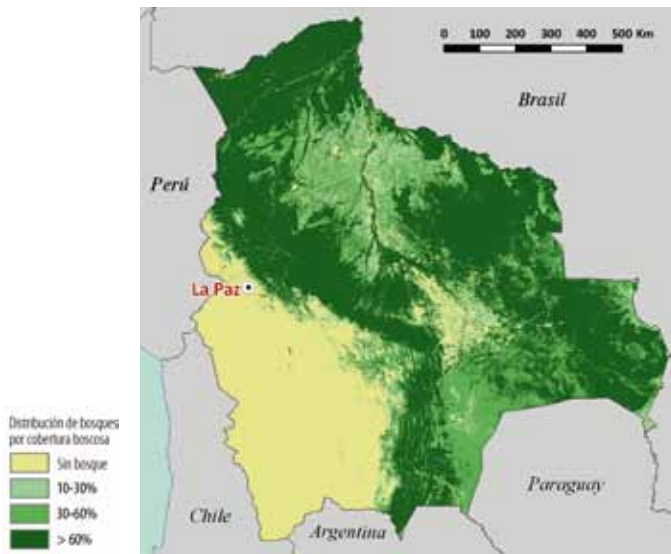 0 100 200 300 400 500 Km
Brasil
Perú
La Paz
Distribución de bosques
por cobertura boscosa
Sin bosque
10-30%
30-60%
> 60%
Chile
Argentina
Paraguay